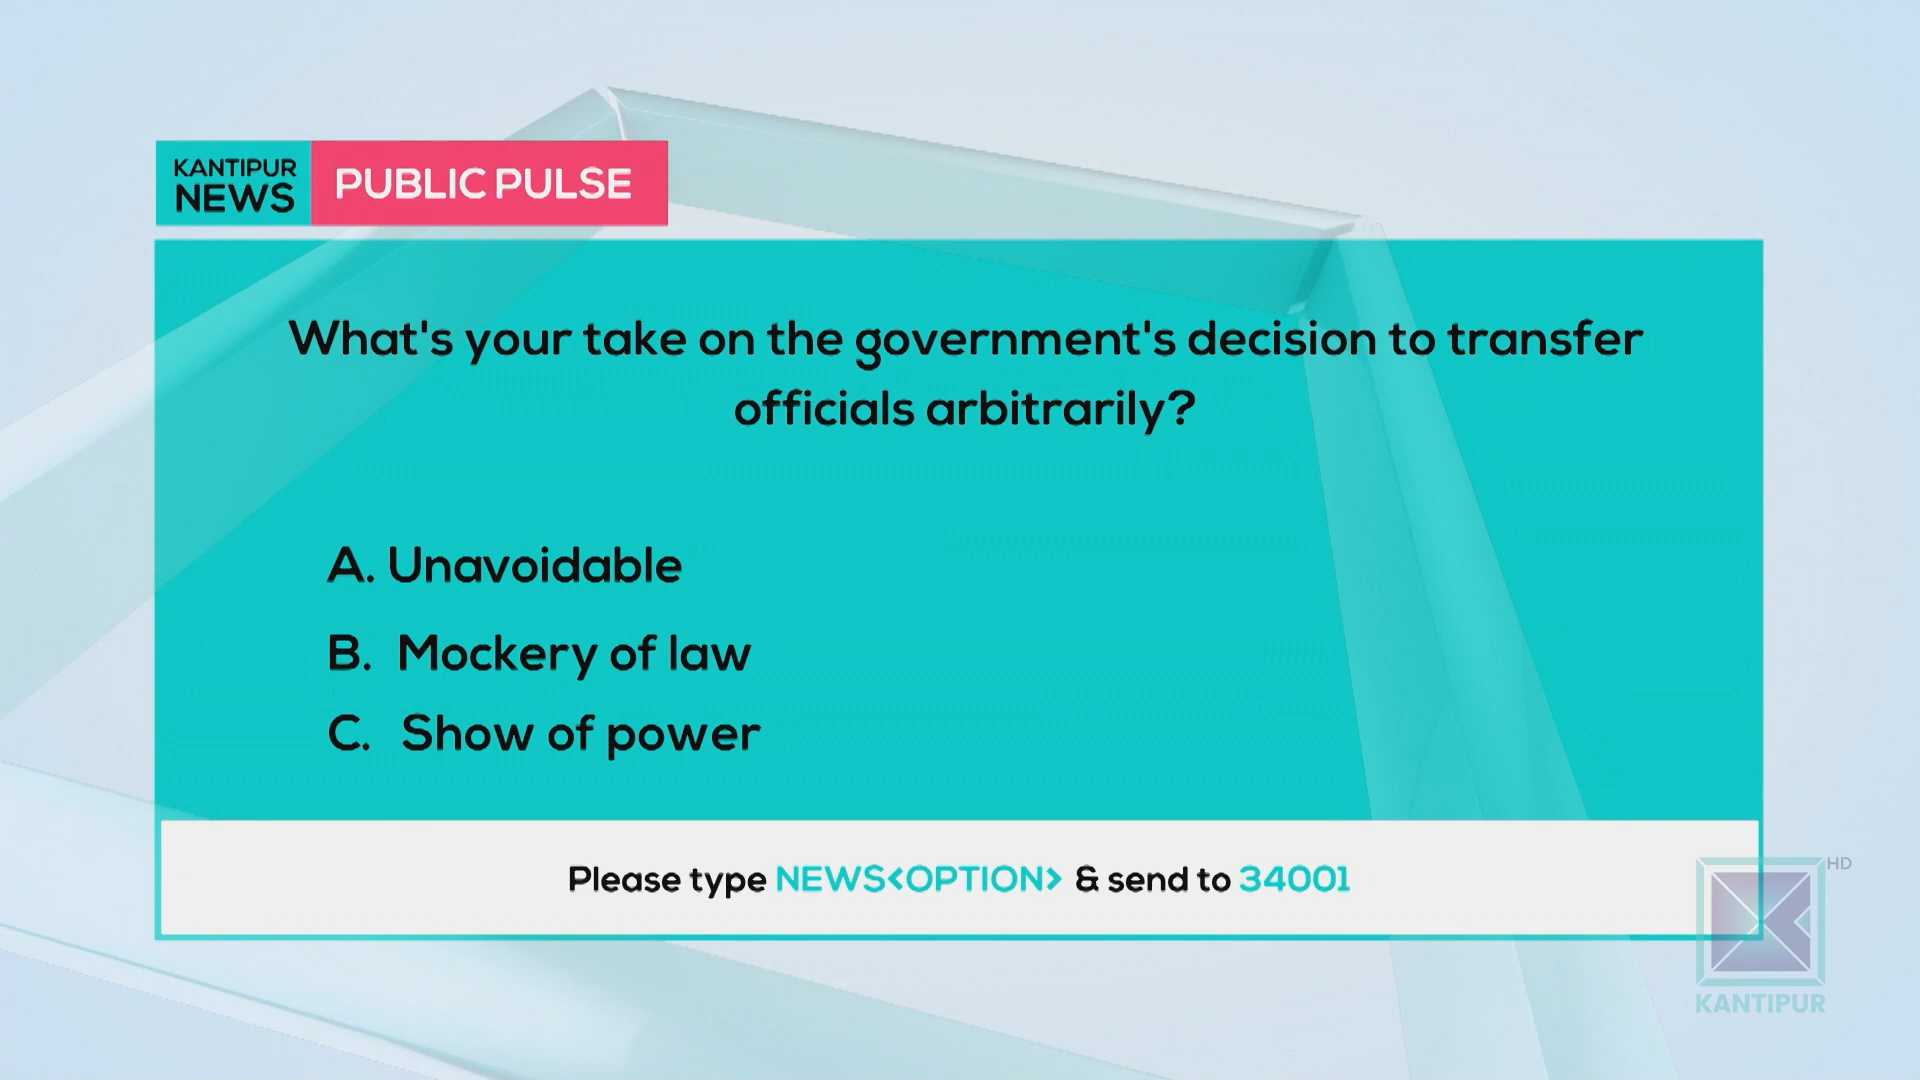 KANTIPUR
NEWS
PUBLIC PULSE
What's your take on the government's decision to transfer
officials arbitrarily?
A. Unavoidable
B. Mockery of law
C. Show of power
Please type NEWS<OPTION> & send to 34001
HD
KANTIPUR